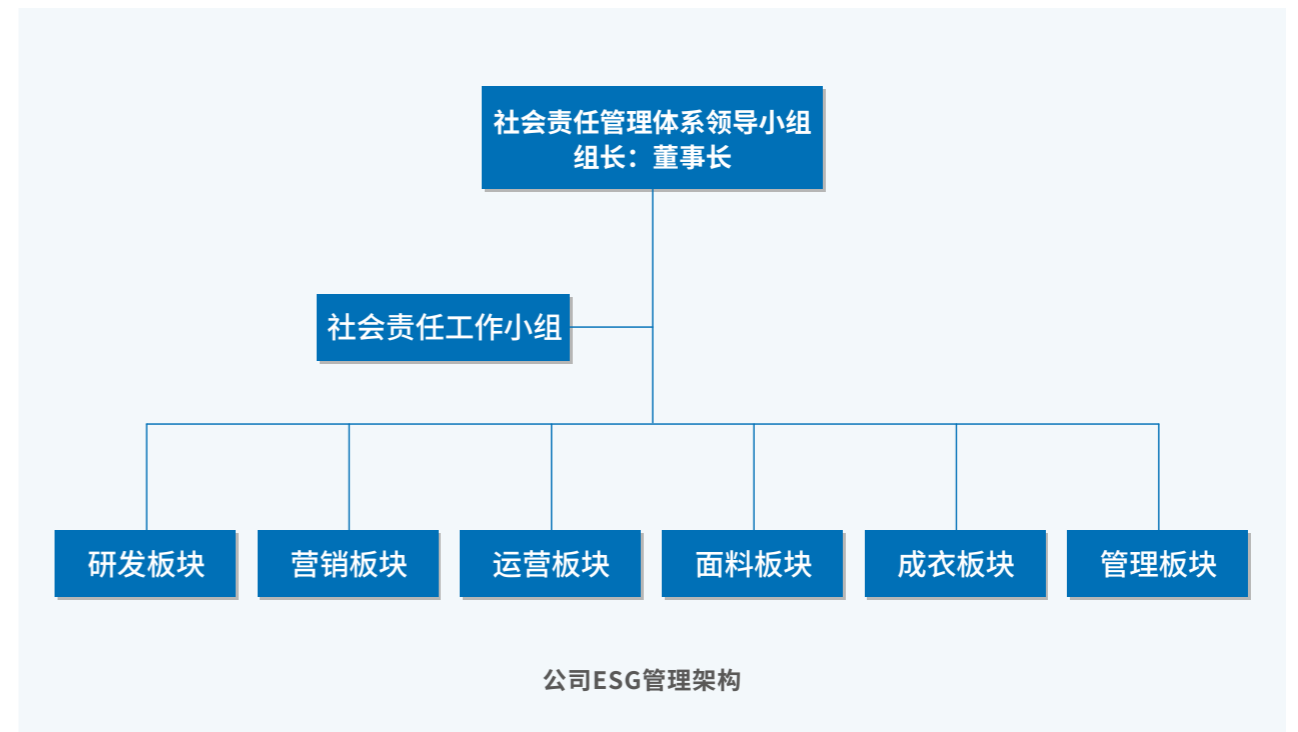 社会责任管理体系领导小组
组长：董事长
社会责任工作小组
研发板块
营销板块
运营板块
面料板块
成衣板块
管理板块
公司ESG管理架构